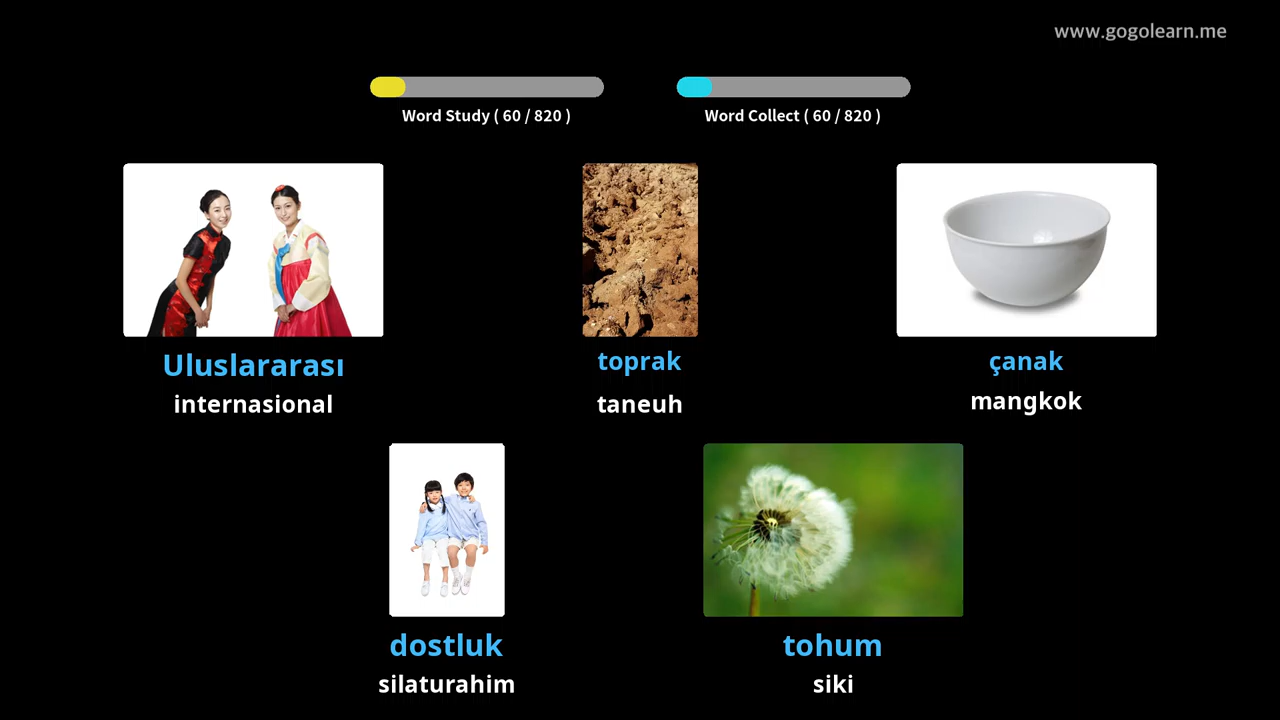 www.gogolearn.me
Word Study ( 60 / 820 )
Word Collect ( 60 / 820 )
Uluslararası
internasional
toprak
taneuh
çanak
mangkok
dostluk
silaturahim
tohum
siki